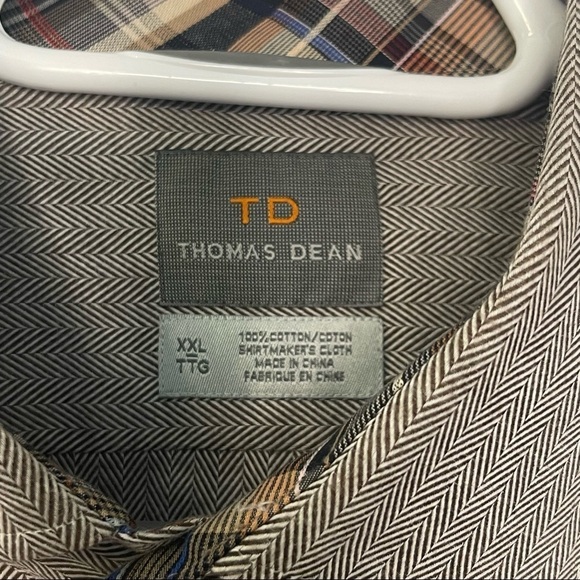 TD
THOMAS DEAN
XXL
TTG
100% COTTON/COTON
SHIRTMAKER'S CLOTH
MADE IN CHINA
FABRIQUE EN CHINE